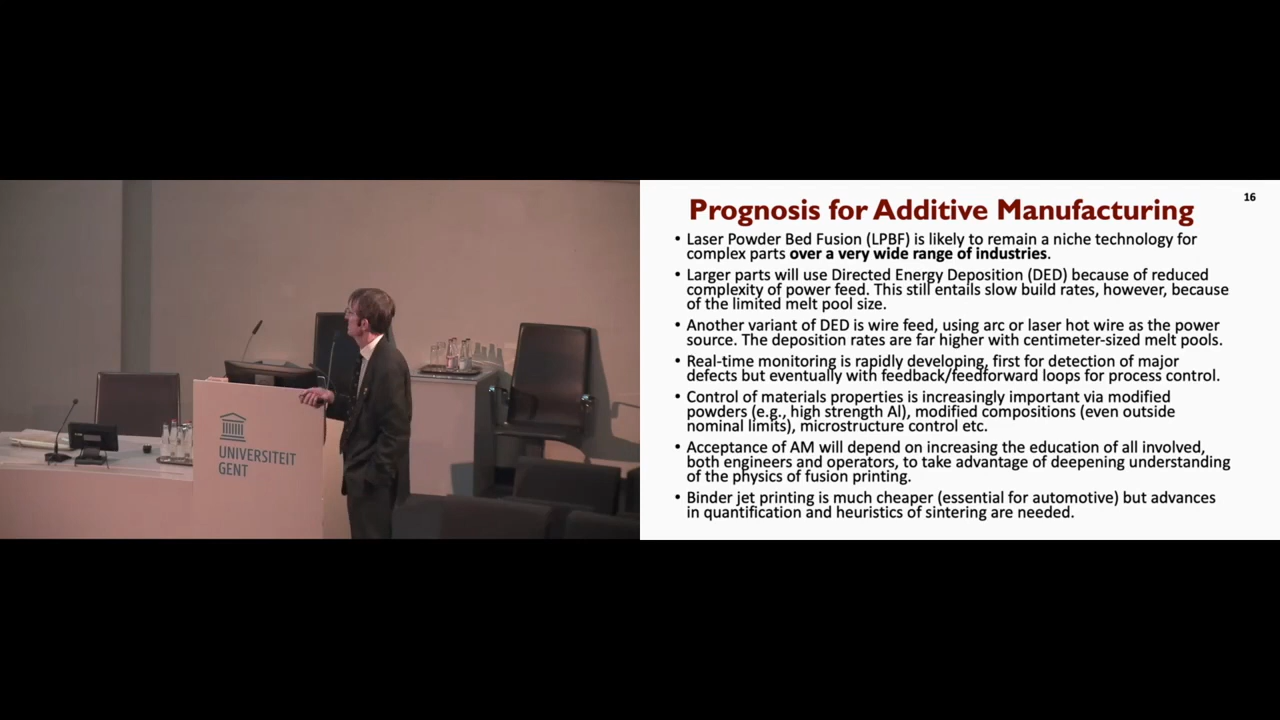 UNIVERSITEIT
GENT
16
Prognosis for Additive Manufacturing
• Laser Powder Bed Fusion (LPBF) is likely to remain a niche technology for
complex parts over a very wide range of industries.
• Larger parts will use Directed Energy Deposition (DED) because of reduced
complexity of power feed. This still entails slow build rates, however, because
of the limited melt pool size.
• Another variant of DED is wire feed, using arc or laser hot wire as the power
source. The deposition rates are far higher with centimeter-sized melt pools.
• Real-time monitoring is rapidly developing, first for detection of major
defects but eventually with feedback/feedforward loops for process control.
• Control of materials properties is increasingly important via modified
powders (e.g., high strength Al), modified compositions (even outside
nominal limits), microstructure control etc.
• Acceptance of AM will depend on increasing the education of all involved,
both engineers and operators, to take advantage of deepening understanding
of the physics of fusion printing.
• Binder jet printing is much cheaper (essential for automotive) but advances
in quantification and heuristics of sintering are needed.